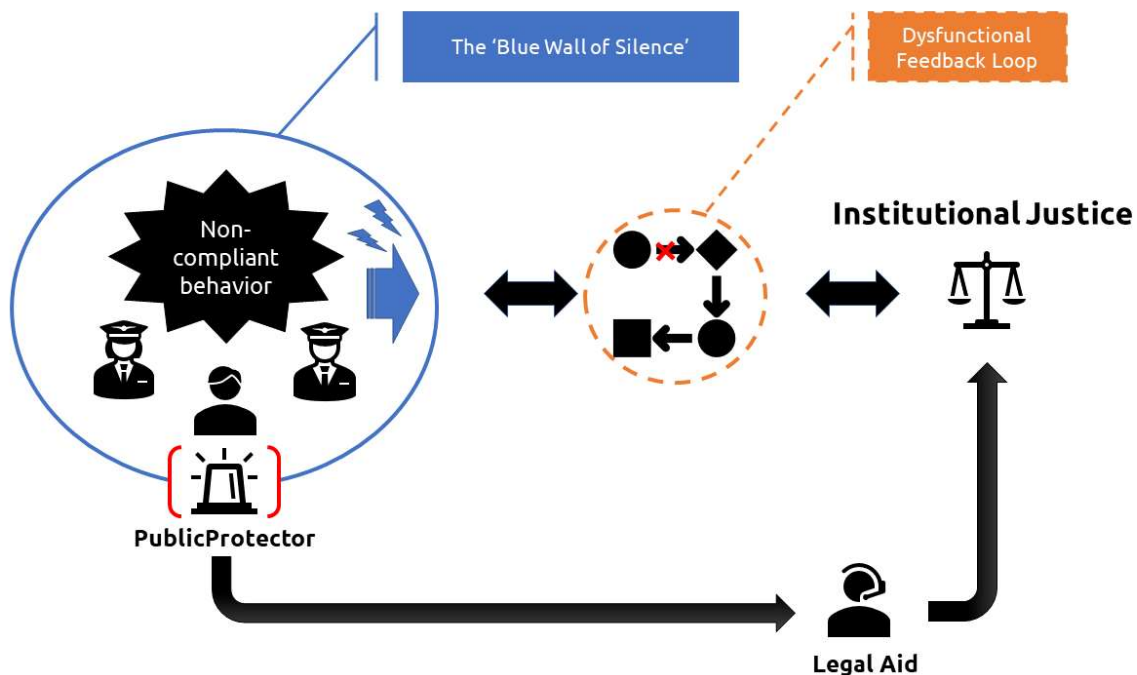 The ‘Blue Wall of Silence’
Dysfunctional
Feedback Loop
Non-
compliant
behavior
Institutional Justice
PublicProtector
Legal Aid